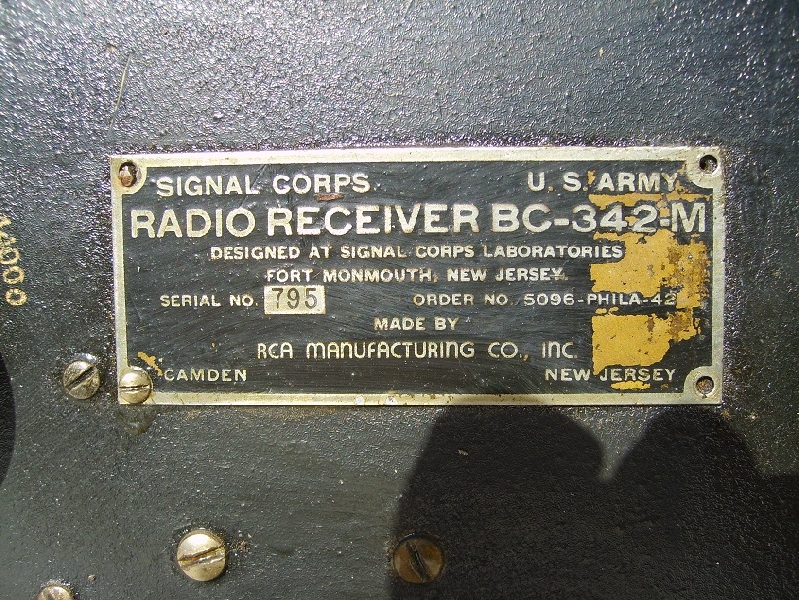 SIGNAL CORPS U. S. ARMY
RADIO RECEIVER BC-342-M
DESIGNED AT SIGNAL CORPS LABORATORIES
FORT MONMOUTH, NEW JERSEY.
SERIAL NO. 795 ORDER NO. 5096-PHILA-42
MADE BY
RCA MANUFACTURING CO., INC.
CAMDEN NEW JERSEY